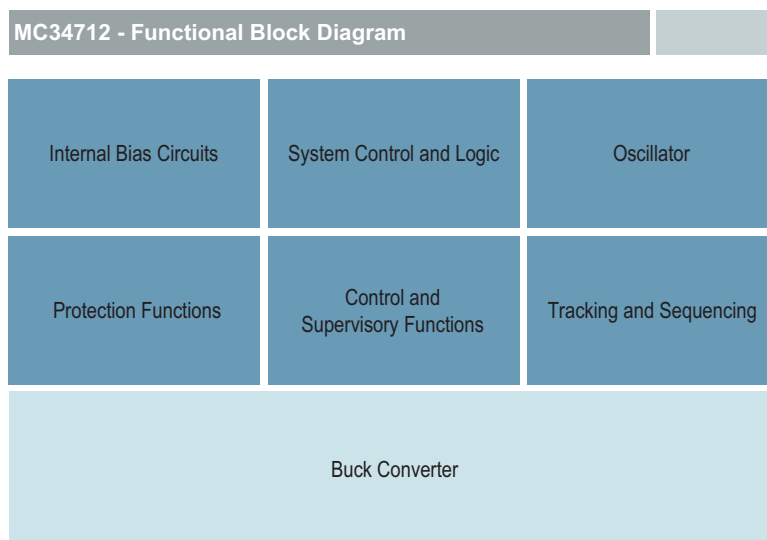 MC34712 - Functional Block Diagram
Internal Bias Circuits
System Control and Logic
Oscillator
Protection Functions
Control and
Supervisory Functions
Tracking and Sequencing
Buck Converter